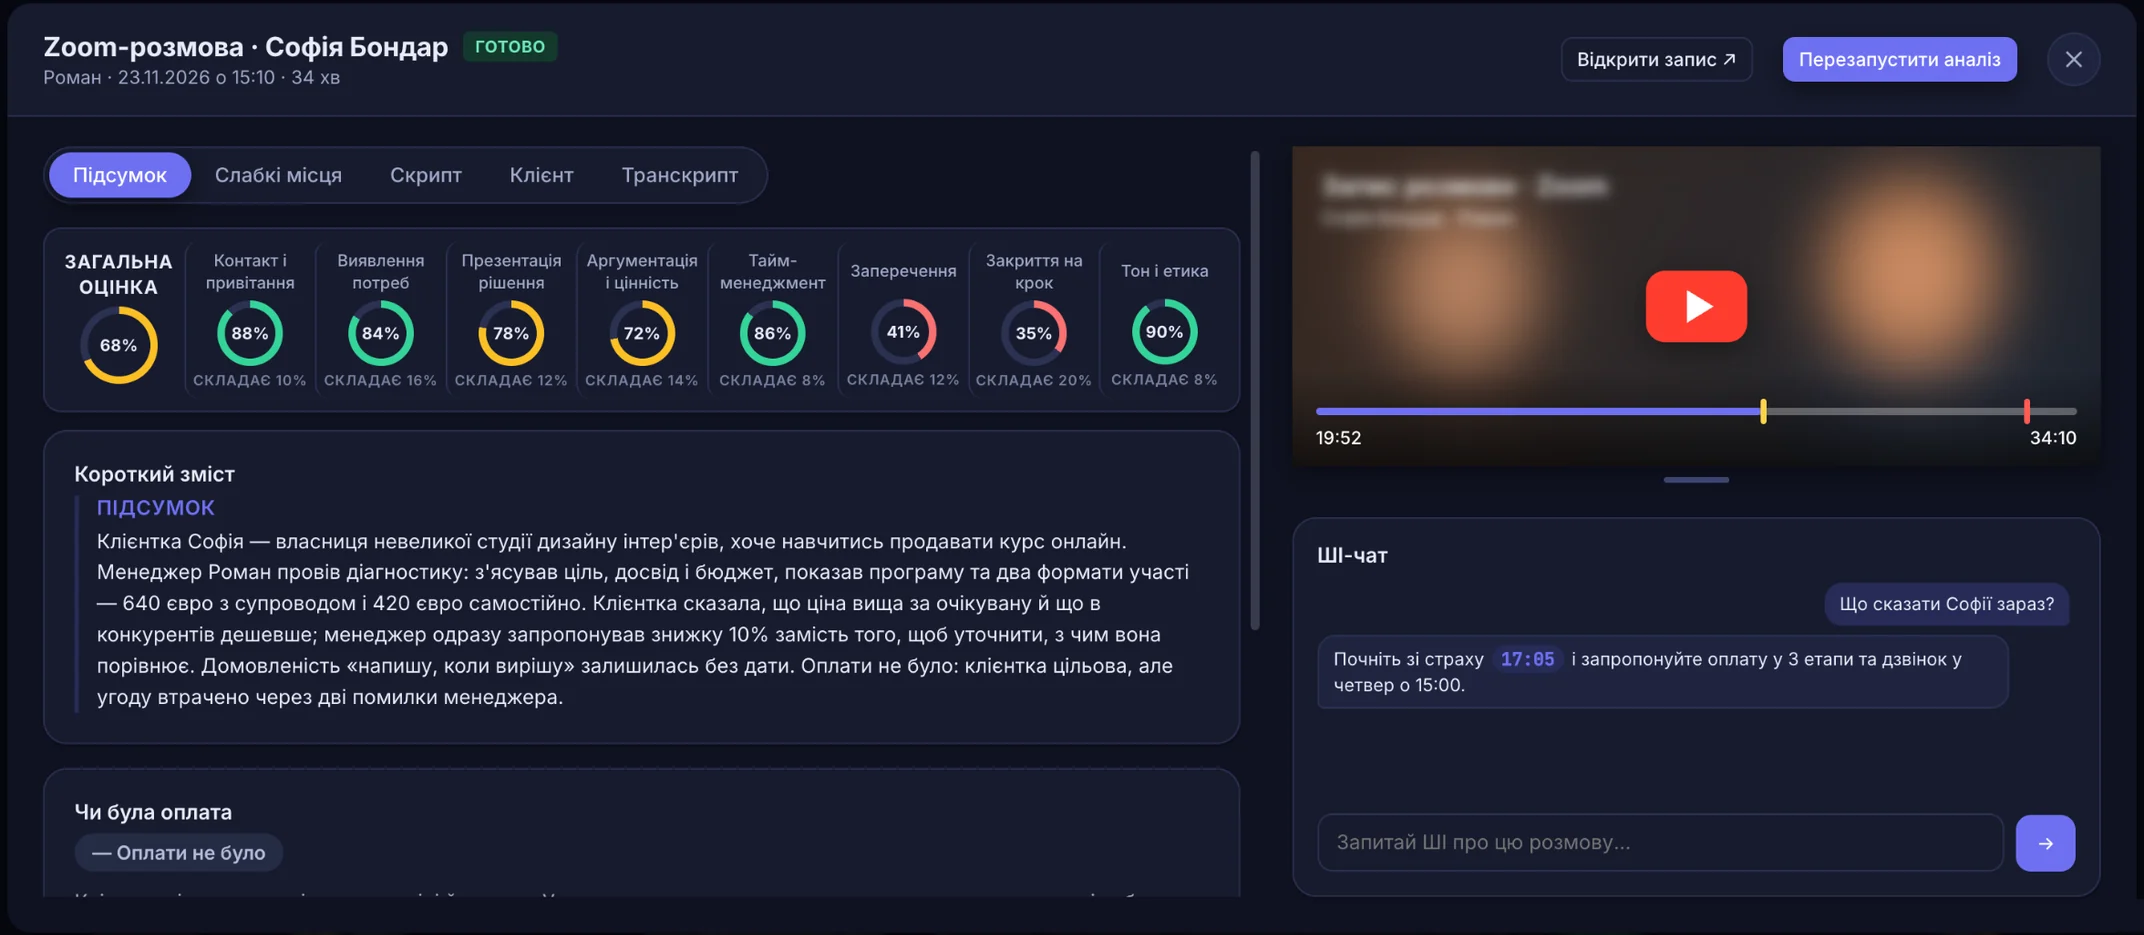 Zoom-розмова · Софія Бондар
ГОТОВО
Роман · 23.11.2026 о 15:10 · 34 хв
Відкрити запис ↗
Перезапустити аналіз
Підсумок
Слабкі місця
Скрипт
Клієнт
Транскрипт
ЗАГАЛЬНА
ОЦІНКА
68%
Контакт і
привітання
88%
СКЛАДАЄ 10%
Виявлення
потреб
84%
СКЛАДАЄ 16%
Презентація
рішення
78%
СКЛАДАЄ 12%
Аргументація
і цінність
72%
СКЛАДАЄ 14%
Тайм-
менеджмент
86%
СКЛАДАЄ 8%
Заперечення
41%
СКЛАДАЄ 12%
Закриття на
крок
35%
СКЛАДАЄ 20%
Тон і етика
90%
СКЛАДАЄ 8%
Короткий зміст
ПІДСУМОК
Клієнтка Софія — власниця невеликої студії дизайну інтер'єрів, хоче навчитись продавати курс онлайн.
Менеджер Роман провів діагностику: з'ясував ціль, досвід і бюджет, показав програму та два формати участі
— 640 євро з супроводом і 420 євро самостійно. Клієнтка сказала, що ціна вища за очікувану й що в
конкурентів дешевше; менеджер одразу запропонував знижку 10% замість того, щоб уточнити, з чим вона
порівнює. Домовленість «напишу, коли вирішу» залишилась без дати. Оплати не було: клієнтка цільова, але
угоду втрачено через дві помилки менеджера.
Чи була оплата
— Оплати не було
Запис розмови · Zoom
19:52
34:10
ШІ-чат
Що сказати Софії зараз?
Почніть зі страху 17:05 і запропонуйте оплату у 3 етапи та дзвінок у
четвер о 15:00.
Запитай ШІ про цю розмову...
→